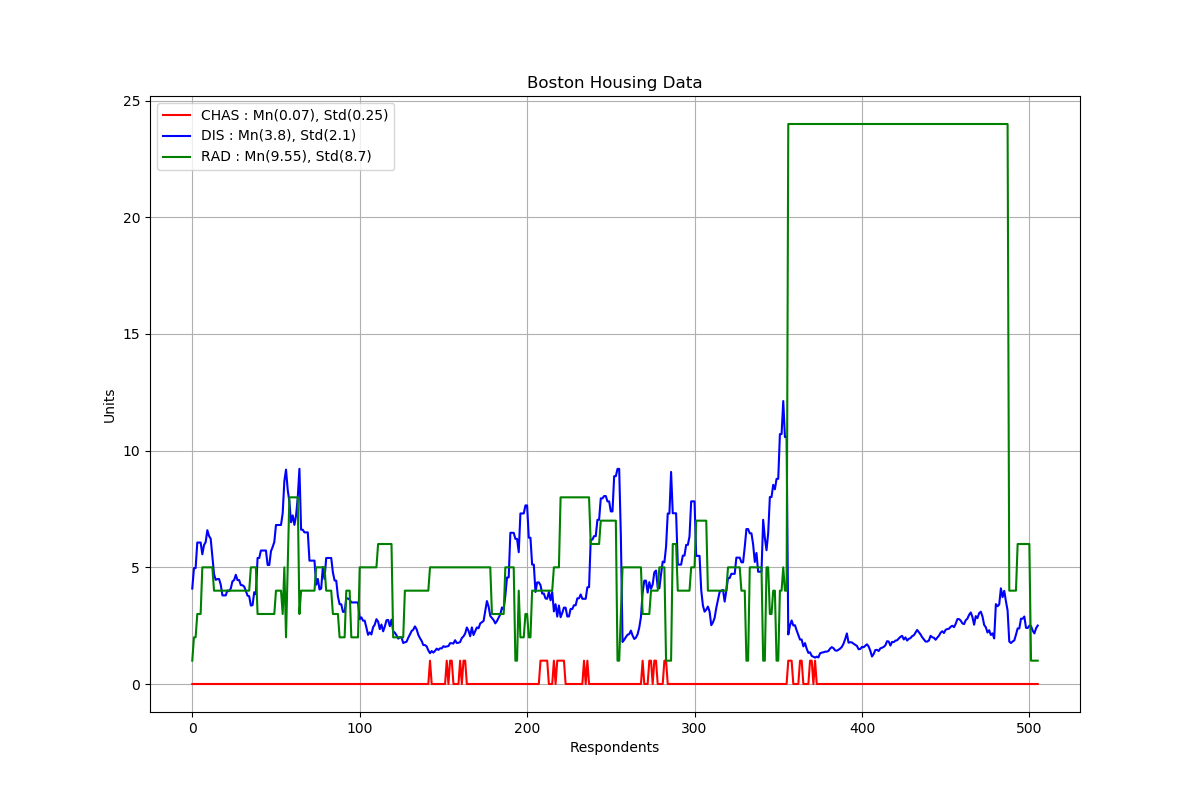 Boston Housing Data
CHAS : Mn(0.07), Std(0.25)
DIS : Mn(3.8), Std(2.1)
RAD : Mn(9.55), Std(8.7)
25
20
15
10
5
0
Units
0 100 200 300 400 500
Respondents